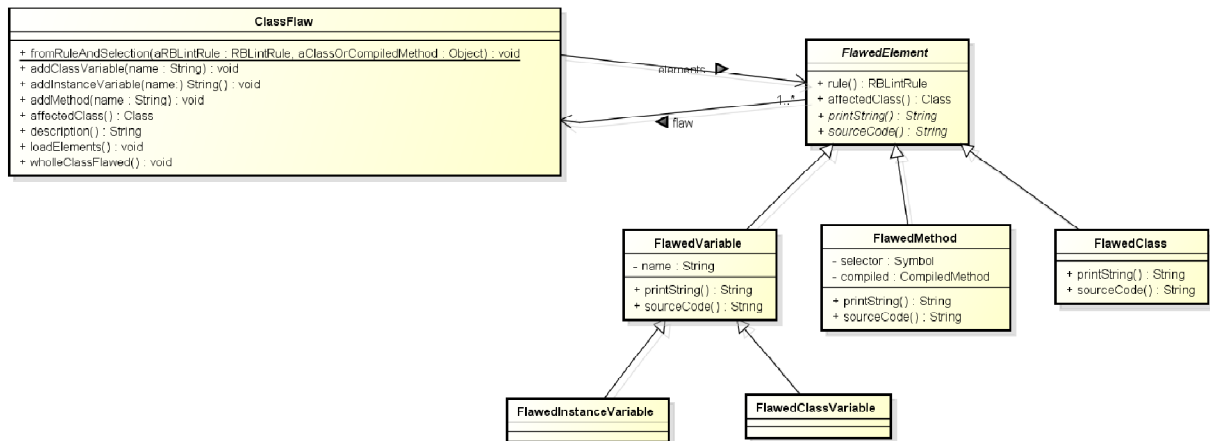 ClassFlaw
+ fromRuleAndSelection(aRBLintRule : RBLintRule, aClassOrCompiledMethod : Object) : void
+ addClassVariable(name : String) : void
+ addInstanceVariable(name:) String() : void
+ addMethod(name : String) : void
+ affectedClass() : Class
+ description() : String
+ loadElements() : void
+ wholleClassFlawed() : void
elements
1..*
flaw
FlawedElement
+ rule() : RBLintRule
+ affectedClass() : Class
+ printString() : String
+ sourceCode() : String
FlawedVariable
- name : String
+ printString() : String
+ sourceCode() : String
FlawedMethod
- selector : Symbol
- compiled : CompiledMethod
+ printString() : String
+ sourceCode() : String
FlawedClass
+ printString() : String
+ sourceCode() : String
FlawedInstanceVariable
FlawedClassVariable